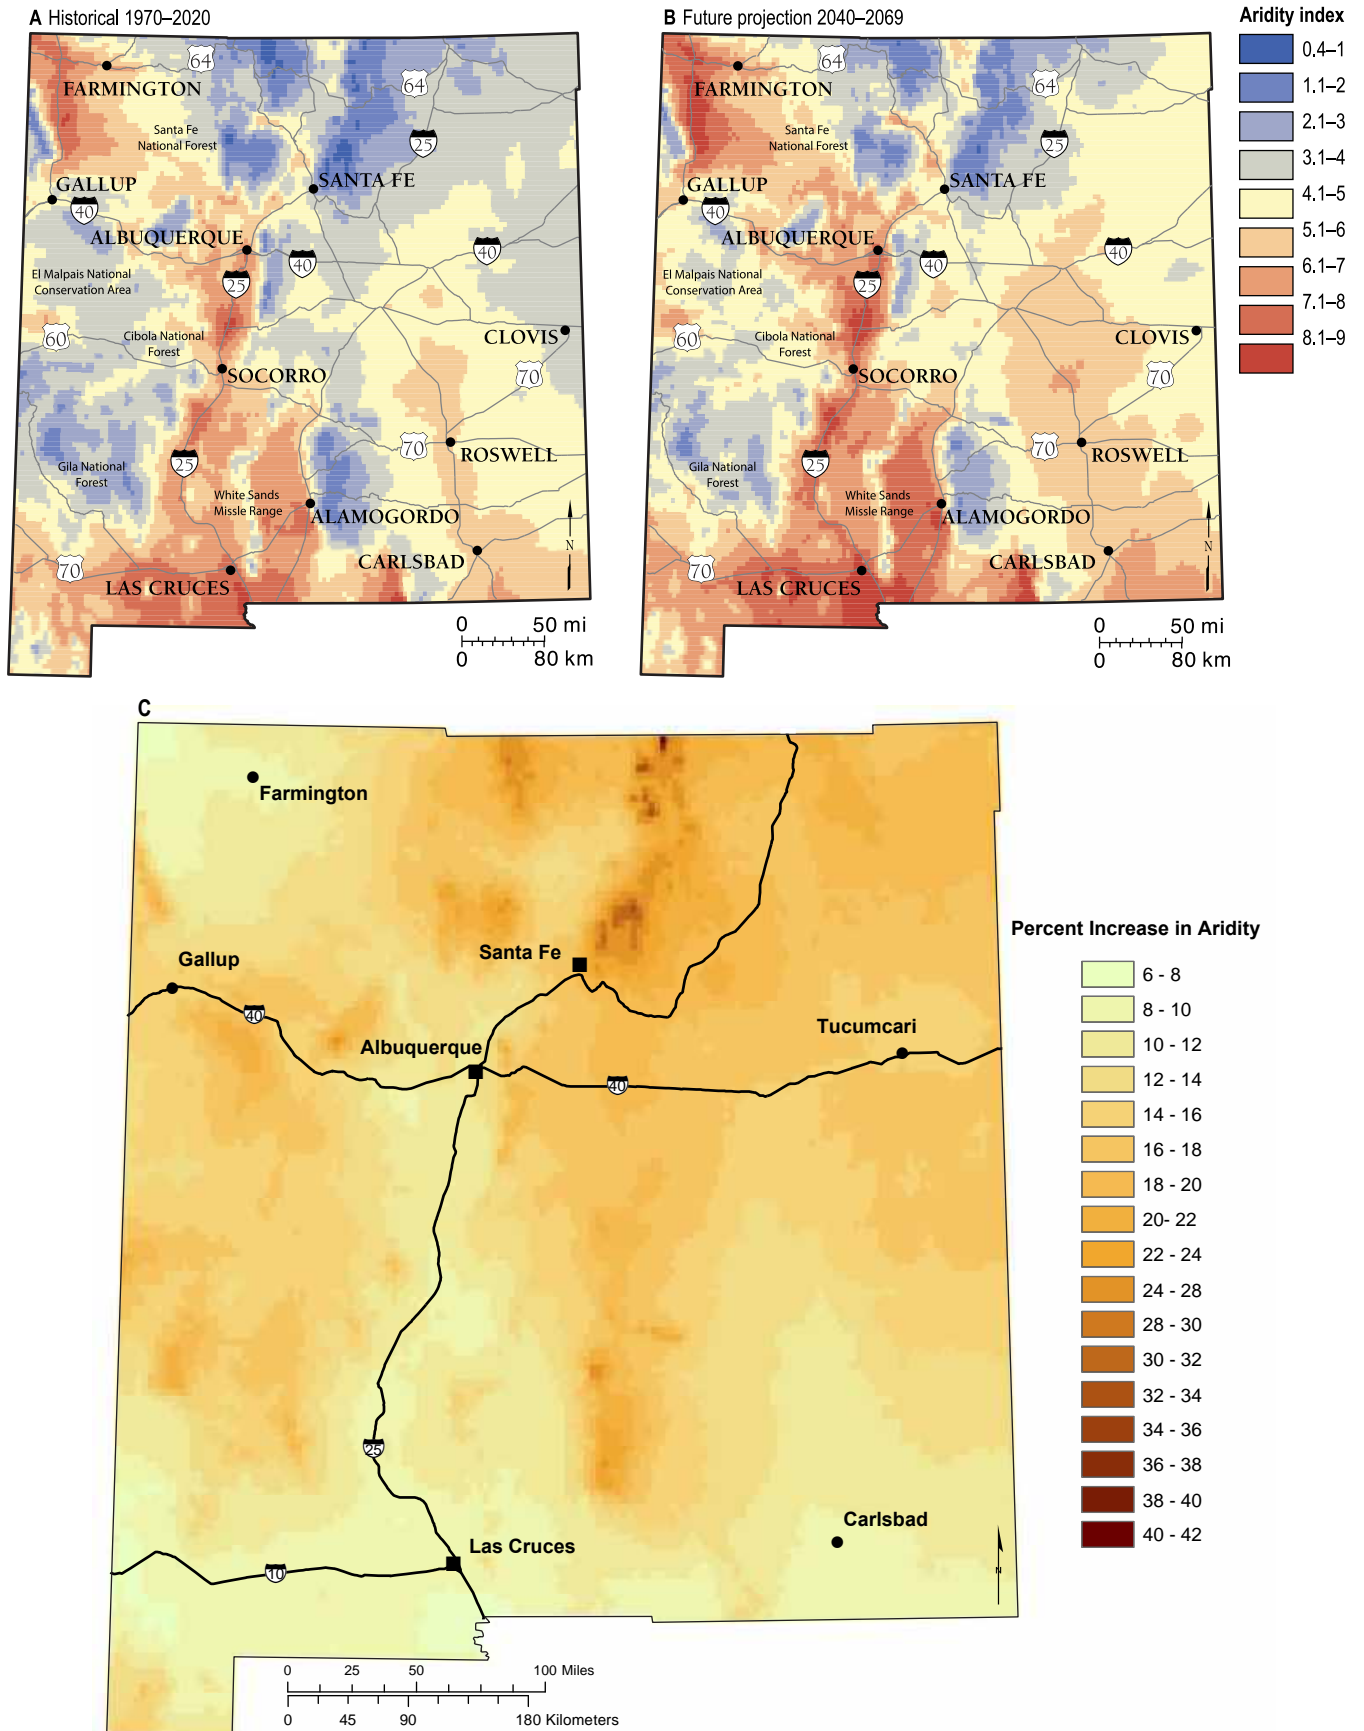 A Historical 1970–2020
64
64
FARMINGTON
Santa Fe
National Forest
25
GALLUP
SANTA FE
40
ALBUQUERQUE
40
40
El Malpais National
Conservation Area
25
60
Cibola National
Forest
CLOVIS
SOCORRO
70
70
ROSWELL
25
Gila National
Forest
White Sands
Missle Range
ALAMOGORDO
N
CARLSBAD
70
LAS CRUCES
0 50 mi
0 80 km
B Future projection 2040–2069
64
64
FARMINGTON
Santa Fe
National Forest
25
GALLUP
SANTA FE
40
ALBUQUERQUE
40
40
El Malpais National
Conservation Area
25
60
Cibola National
Forest
CLOVIS
SOCORRO
70
70
ROSWELL
25
Gila National
Forest
White Sands
Missle Range
ALAMOGORDO
N
CARLSBAD
70
LAS CRUCES
0 50 mi
0 80 km
Aridity index
0.4–1
1.1–2
2.1–3
3.1–4
4.1–5
5.1–6
6.1–7
7.1–8
8.1–9
C
Farmington
Santa Fe
Gallup
40
Tucumcari
Albuquerque
40
25
Carlsbad
Las Cruces
10
N
0 25 50 100 Miles
0 45 90 180 Kilometers
Percent Increase in Aridity
6 - 8
8 - 10
10 - 12
12 - 14
14 - 16
16 - 18
18 - 20
20- 22
22 - 24
24 - 28
28 - 30
30 - 32
32 - 34
34 - 36
36 - 38
38 - 40
40 - 42